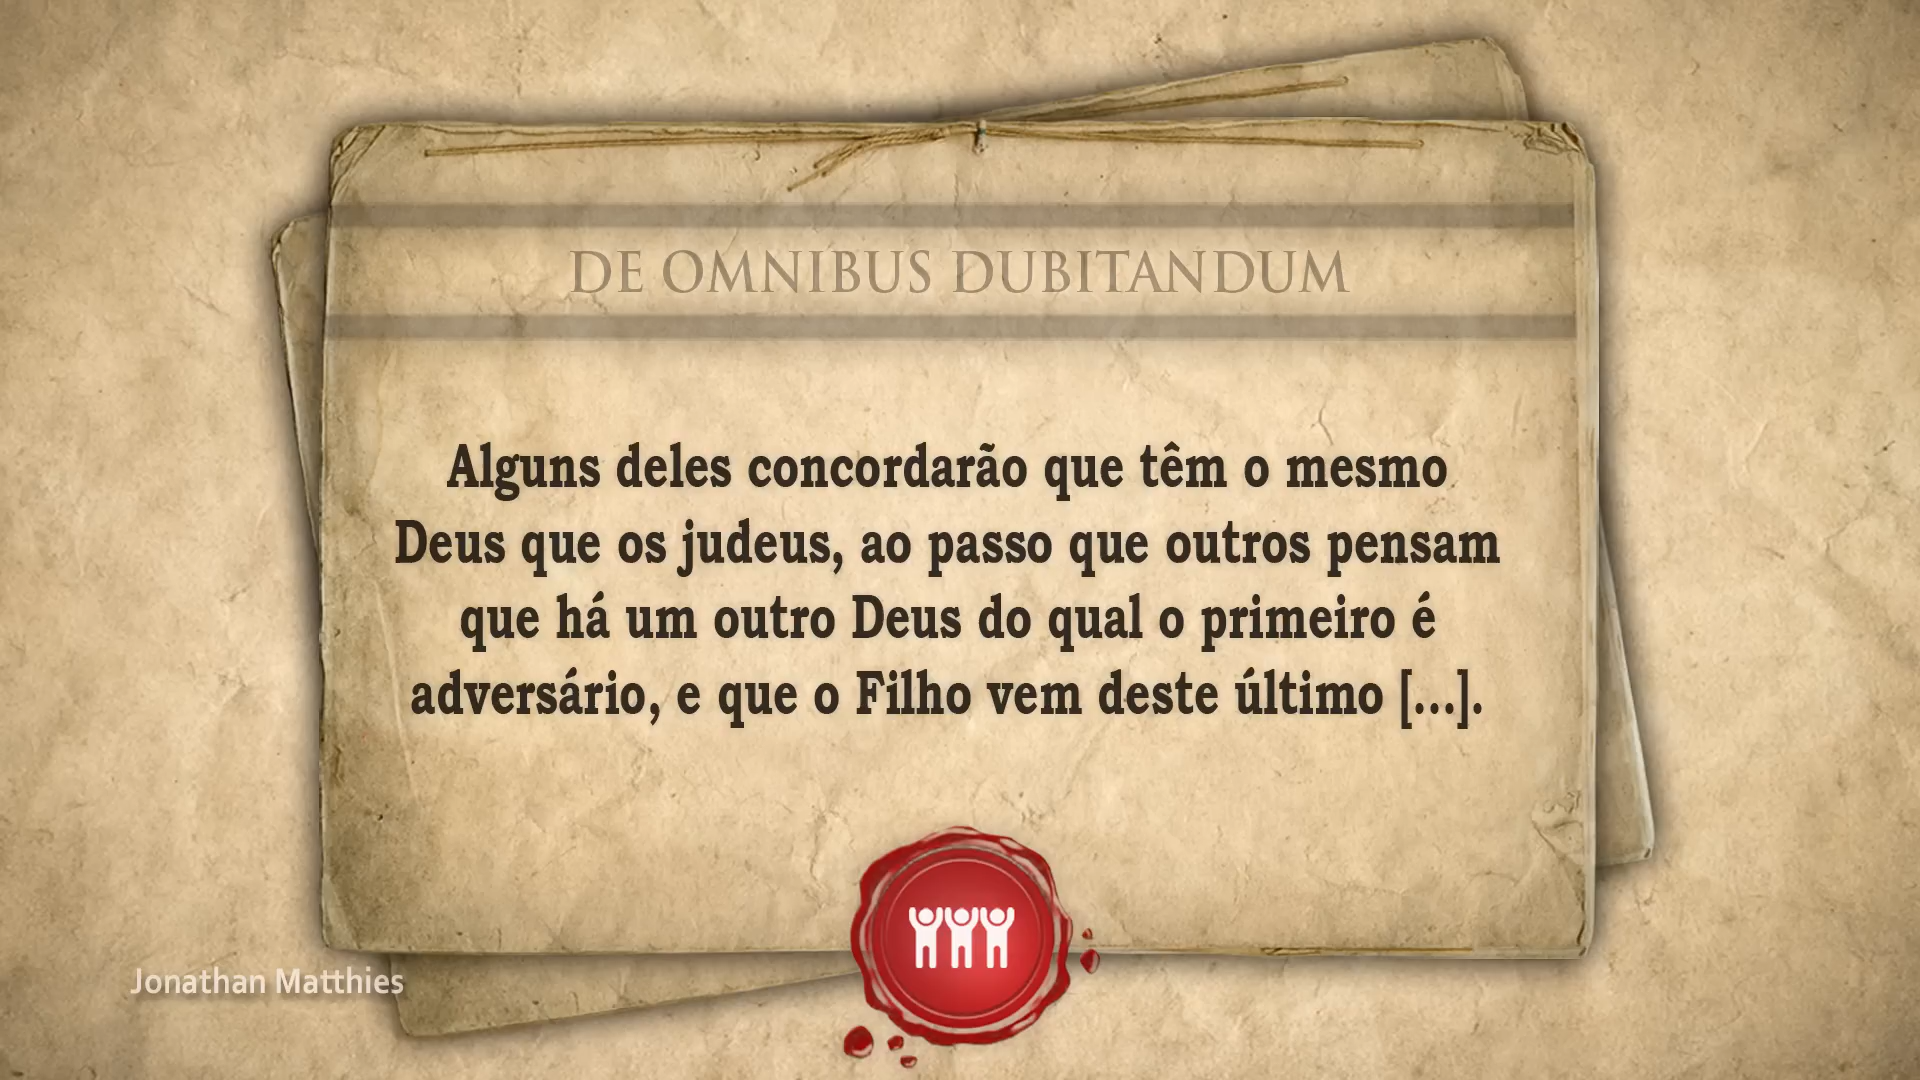 DE OMNIBUS DUBITANDUM
Alguns deles concordarão que têm o mesmo
Deus que os judeus, ao passo que outros pensam
que há um outro Deus do qual o primeiro é
adversário, e que o Filho vem deste último [...].
Jonathan Matthies